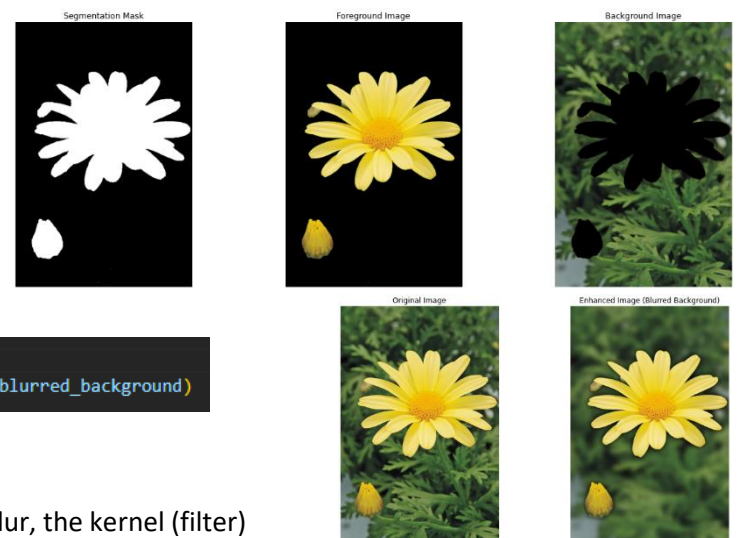 Segmentation Mask
Foreground Image
Background Image
Original Image
Enhanced Image (Blurred Background)
blurred_background)
lur, the kernel (filter)